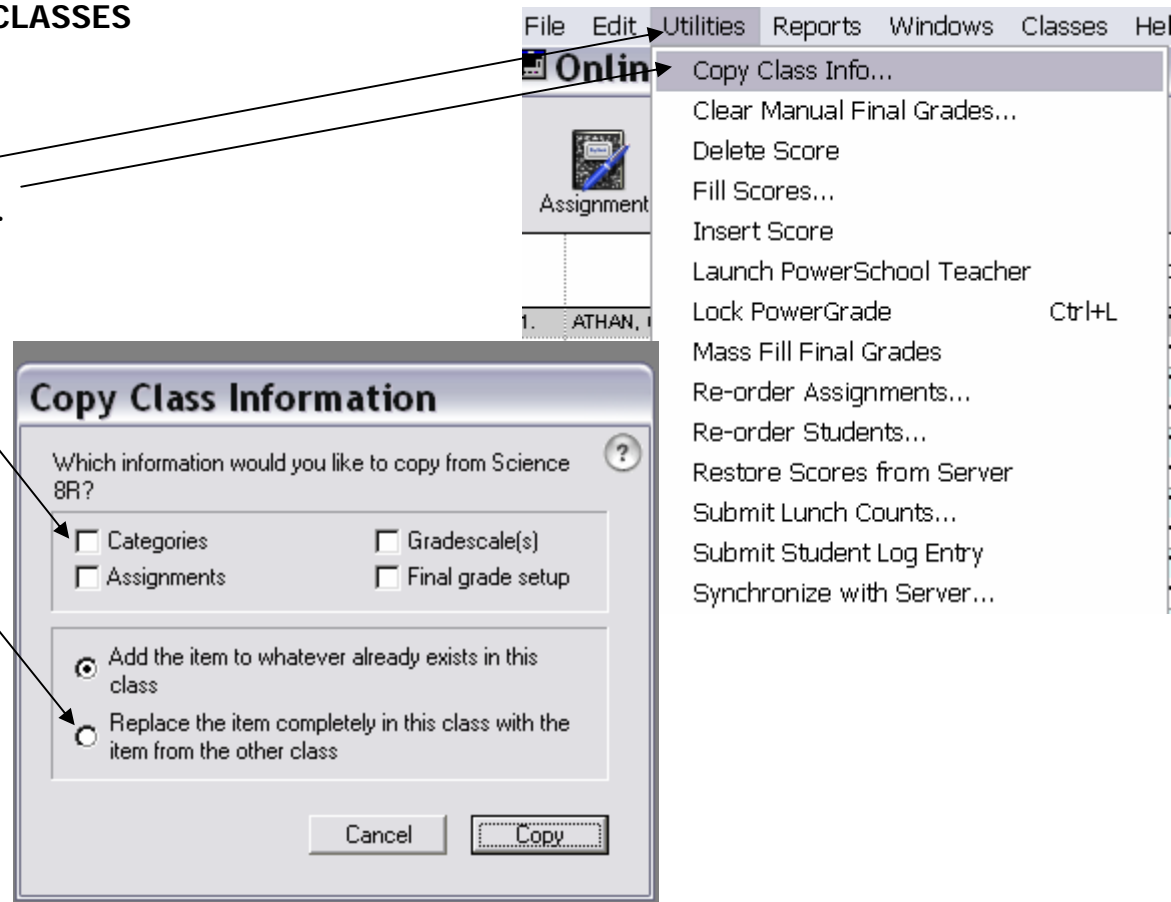 CLASSES
File Edit Utilities Reports Windows Classes Hel
Onlin
Assignment
1. ATHAN,
Copy Class Info...
Clear Manual Final Grades...
Delete Score
Fill Scores...
Insert Score
Launch PowerSchool Teacher
Lock PowerGrade Ctrl+L
Mass Fill Final Grades
Re-order Assignments...
Re-order Students...
Restore Scores from Server
Submit Lunch Counts...
Submit Student Log Entry
Synchronize with Server...
.
Copy Class Information
Which information would you like to copy from Science
8R?
?
Categories Gradescale(s)
Assignments Final grade setup
Add the item to whatever already exists in this
class
Replace the item completely in this class with the
item from the other class
Cancel Copy